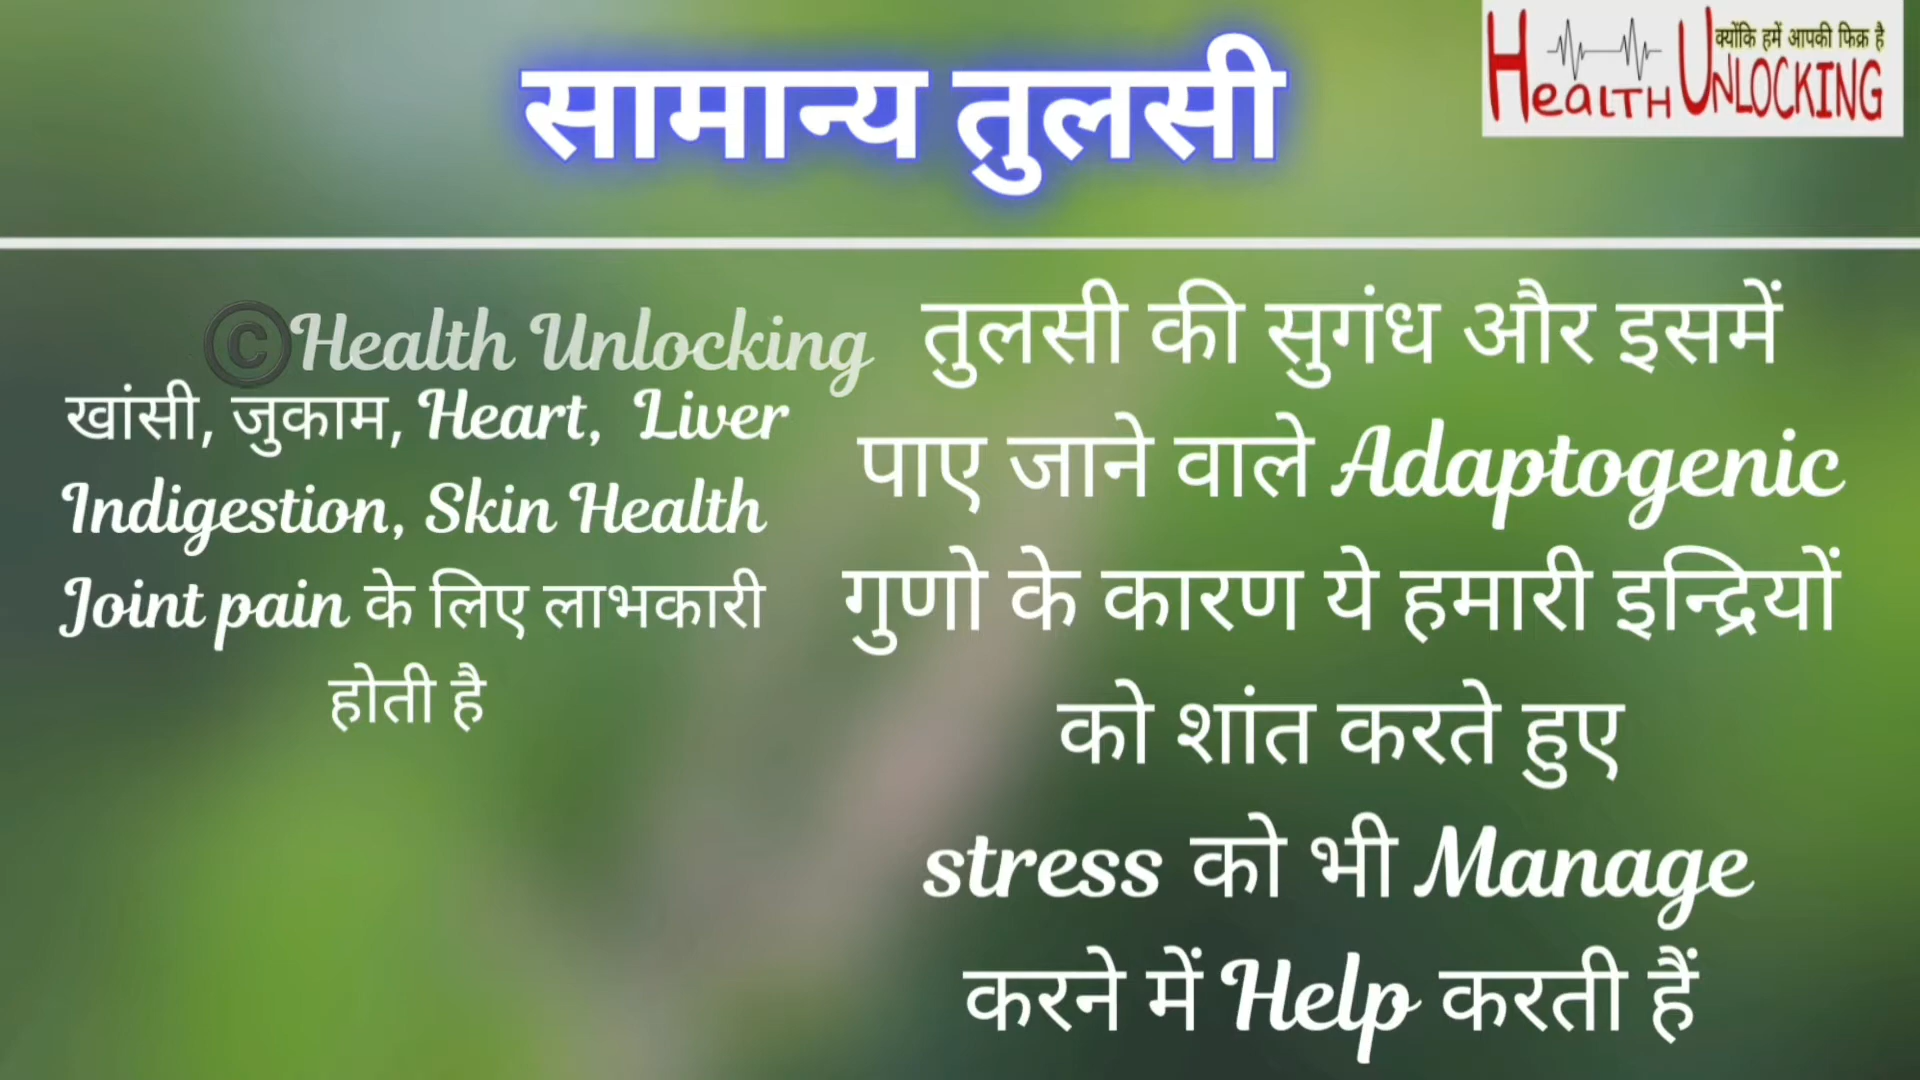 सामान्य तुलसी
क्योंकि हमें आपकी फिक्र है
HEALTH UNLOCKING
©Health Unlocking
खांसी, जुकाम, Heart, Liver
Indigestion, Skin Health
Joint pain के लिए लाभकारी
होती है
तुलसी की सुगंध और इसमें
पाए जाने वाले Adaptogenic
गुणो के कारण ये हमारी इन्द्रियों
को शांत करते हुए
stress को भी Manage
करने में Help करती हैं